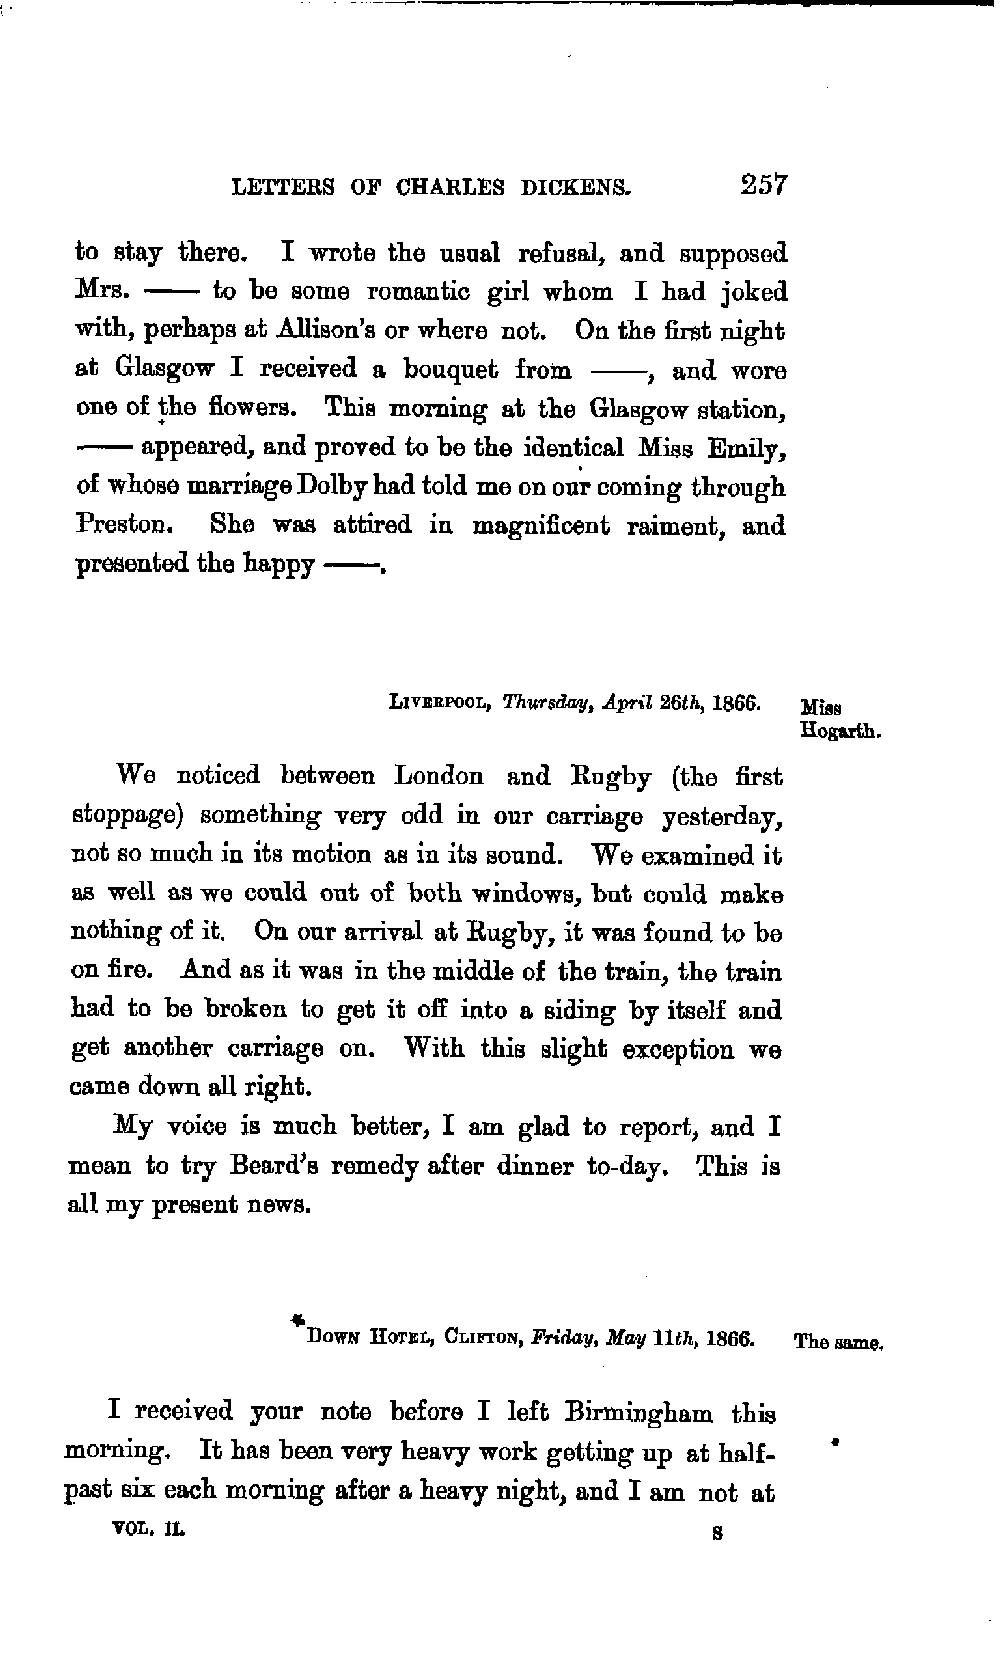 LETTERS OF CHARLES DICKENS. 257
to stay there. I wrote the usual refusal, and supposed
Mrs. —— to be some romantic girl whom I had joked
with, perhaps at Allison's or where not. On the first night
at Glasgow I received a bouquet from ——, and wore
one of the flowers. This morning at the Glasgow station,
—— appeared, and proved to be the identical Miss Emily,
of whose marriage Dolby had told me on our coming through
Preston. She was attired in magnificent raiment, and
presented the happy ——.
LIVERPOOL, Thursday, April 26th, 1866.
Miss
Hogarth.
We noticed between London and Rugby (the first
stoppage) something very odd in our carriage yesterday,
not so much in its motion as in its sound. We examined it
as well as we could out of both windows, but could make
nothing of it. On our arrival at Rugby, it was found to be
on fire. And as it was in the middle of the train, the train
had to be broken to get it off into a siding by itself and
get another carriage on. With this slight exception we
came down all right.
My voice is much better, I am glad to report, and I
mean to try Beard's remedy after dinner to-day. This is
all my present news.
DOWN HOTEL, CLIFTON, Friday, May 11th, 1866. The same.
I received your note before I left Birmingham this
morning. It has been very heavy work getting up at half-
past six each morning after a heavy night, and I am not at
VOL. II. S